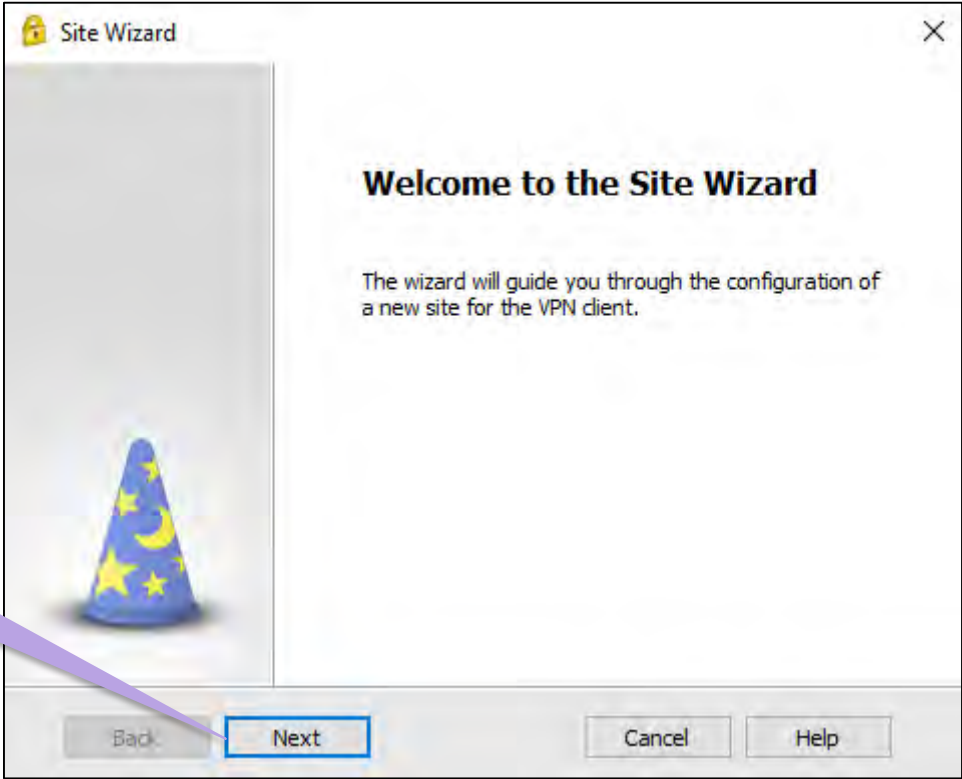 Site Wizard
Welcome to the Site Wizard
The wizard will guide you through the configuration of
a new site for the VPN client.
Back Next Cancel Help